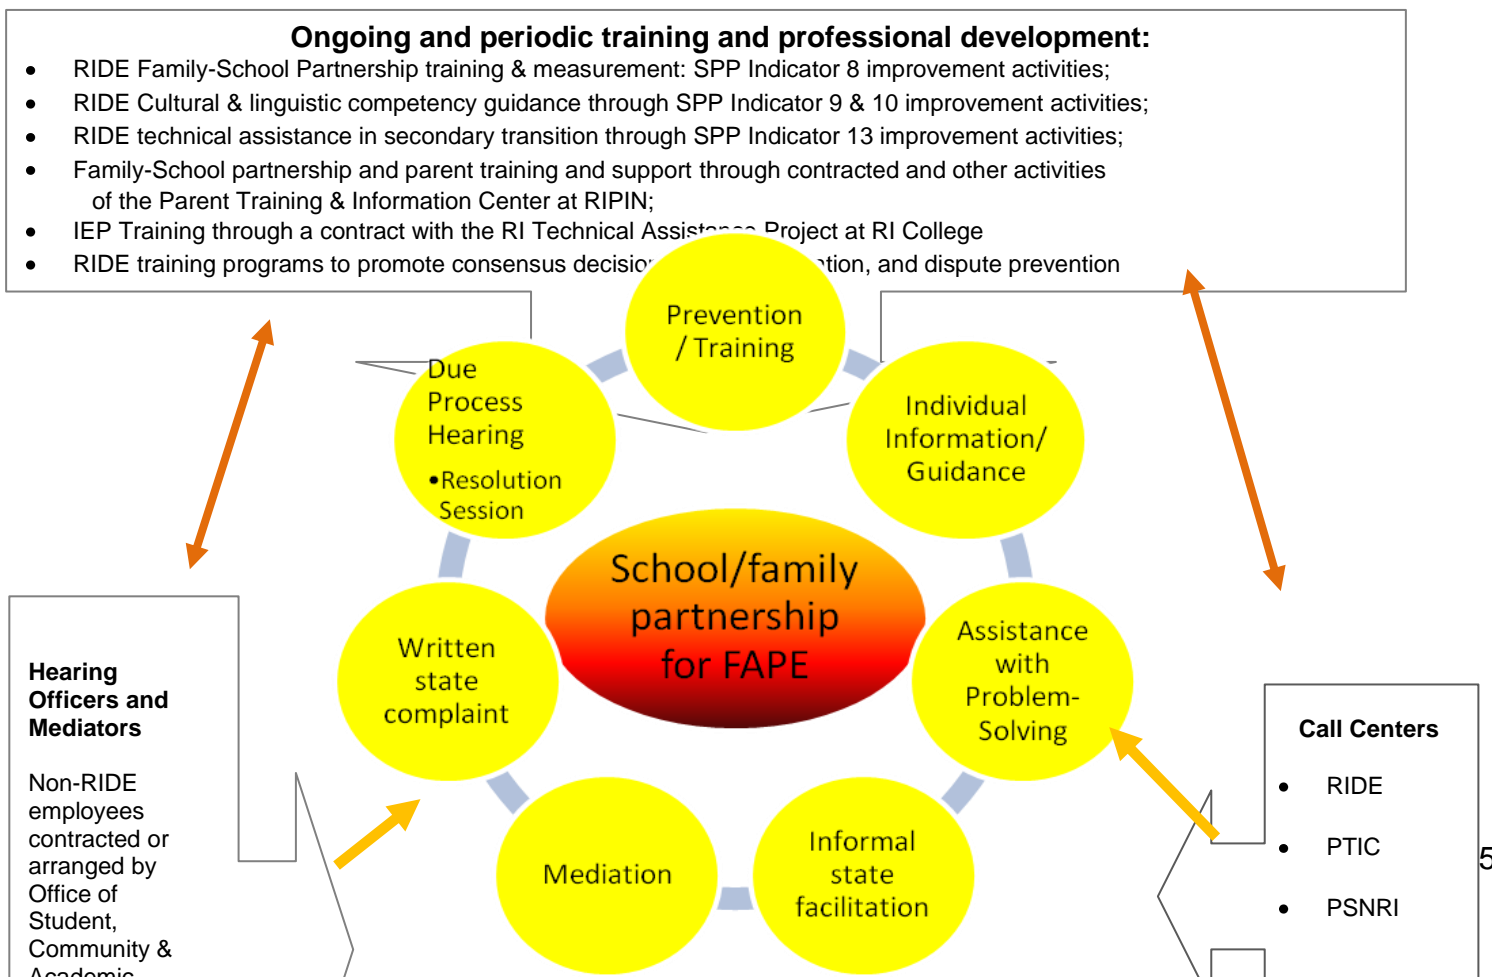 Ongoing and periodic training and professional development:
• RIDE Family-School Partnership training & measurement: SPP Indicator 8 improvement activities;
• RIDE Cultural & linguistic competency guidance through SPP Indicator 9 & 10 improvement activities;
• RIDE technical assistance in secondary transition through SPP Indicator 13 improvement activities;
• Family-School partnership and parent training and support through contracted and other activities
of the Parent Training & Information Center at RIPIN;
• IEP Training through a contract with the RI Technical Assistance Project at RI College
• RIDE training programs to promote consensus decision tion, and dispute prevention
Prevention
/ Training
Due
Process
Hearing
•Resolution
Session
Individual
Information/
Guidance
School/family
partnership
for FAPE
Written
state
complaint
Assistance
with
Problem-
Solving
Mediation
Informal
state
facilitation
Hearing
Officers and
Mediators
Non-RIDE
employees
contracted or
arranged by
Office of
Student,
Community &
Academic
Call Centers
• RIDE
• PTIC
• PSNRI
5